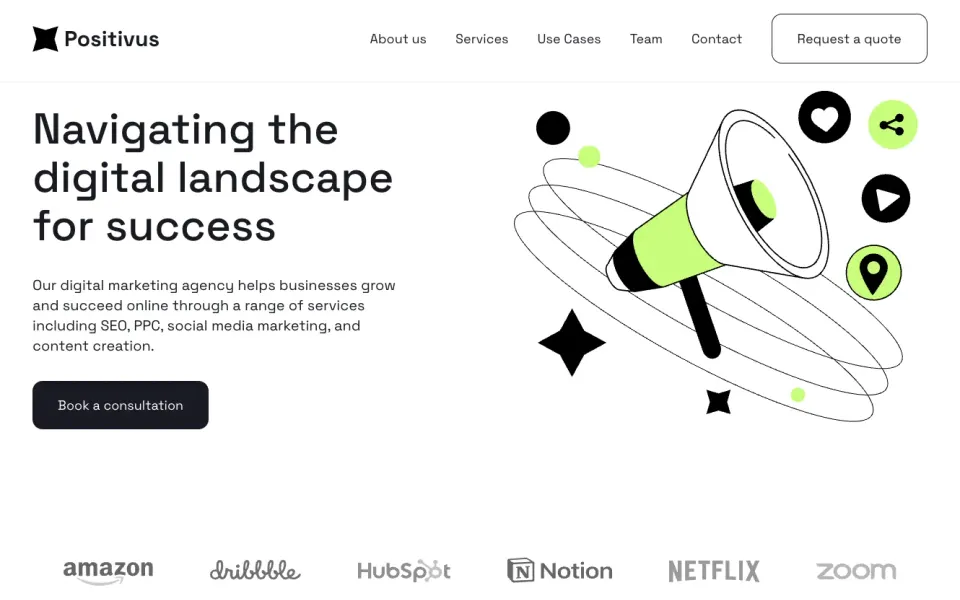 Positivus
About us
Services
Use Cases
Team
Contact
Request a quote
Navigating the
digital landscape
for success
Our digital marketing agency helps businesses grow
and succeed online through a range of services
including SEO, PPC, social media marketing, and
content creation.
Book a consultation
amazon
dribbble
HubSpot
Notion
NETFLIX
zoom